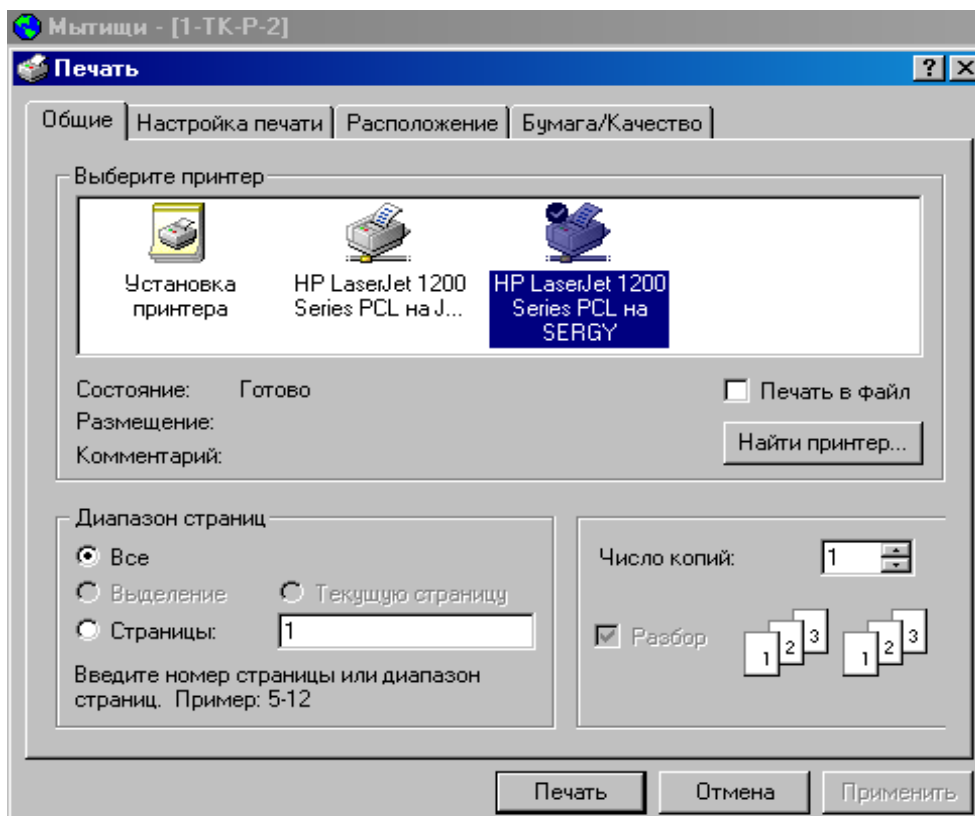 Мытищи - [1-ТК-Р-2]
Печать
Общие Настройка печати Расположение Бумага/Качество
Выберите принтер
Установка принтера
HP LaserJet 1200 Series PCL на J...
HP LaserJet 1200 Series PCL на SERGY
Состояние: Готово
Печать в файл
Размещение:
Комментарий:
Найти принтер...
Диапазон страниц
Все
Выделение Текущую страницу
Страницы: 1
Введите номер страницы или диапазон
страниц. Пример: 5-12
Число копий: 1
Разбор
1 2 3 1 2 3
Печать Отмена Применить